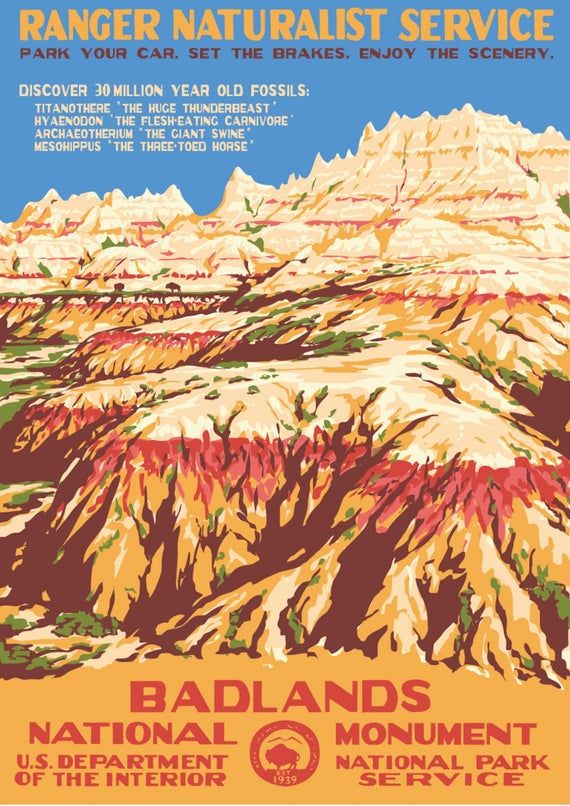 RANGER NATURALIST SERVICE
PARK YOUR CAR. SET THE BRAKES. ENJOY THE SCENERY.
DISCOVER 30 MILLION YEAR OLD FOSSILS:
TITANOTHERE "THE HUGE THUNDERBEAST"
HYAENODON "THE FLESH-EATING CARNIVORE"
ARCHAEOTHERIUM "THE GIANT SWINE"
MESOHIPPUS "THE THREE-TOED HORSE"
BADLANDS
NATIONAL MONUMENT
U.S. DEPARTMENT
OF THE INTERIOR
EST
1939
NATIONAL PARK
SERVICE